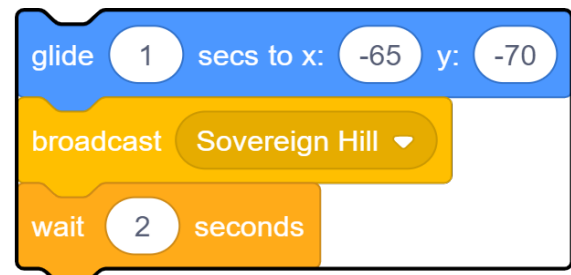 glide 1 secs to x: -65 y: -70
broadcast Sovereign Hill
wait 2 seconds